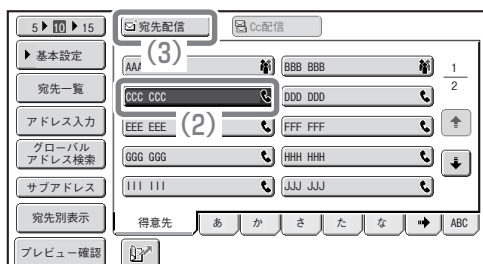 5 10 15
宛先配信
Cc配信
基本設定
宛先一覧
アドレス入力
グローバル
アドレス検索
サブアドレス
宛先別表示
プレビュー確認
(3)
AAA
BBB BBB
CCC CCC
DDD DDD
(2)
EEE EEE
FFF FFF
GGG GGG
HHH HHH
III III
JJJ JJJ
1
2
得意先
あ
か
さ
た
な
ABC